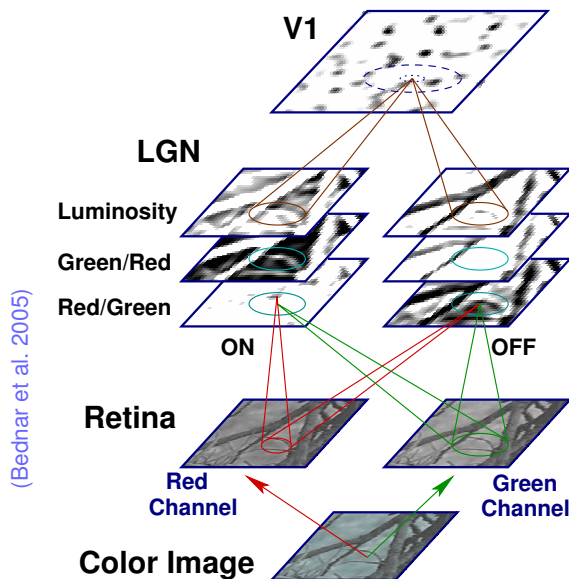 V1
LGN
Luminosity
Green/Red
Red/Green
ON
OFF
(Bednar et al. 2005)
Retina
Red
Channel
Green
Channel
Color Image